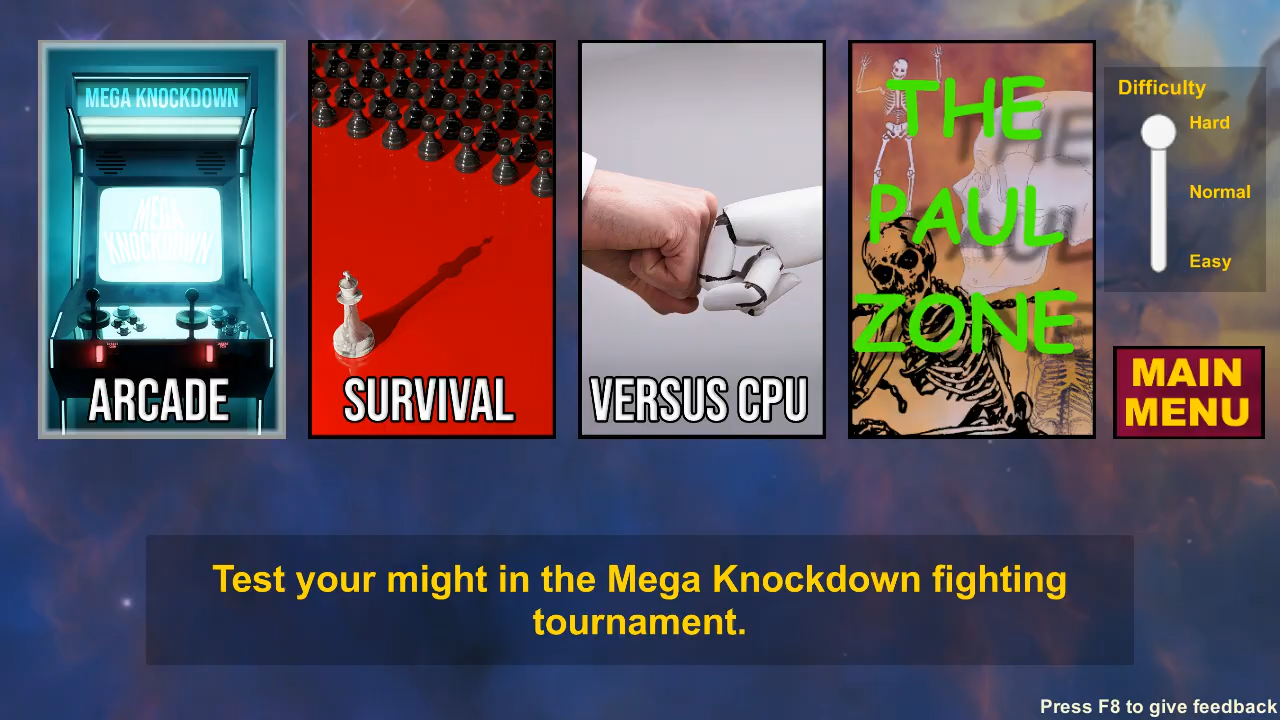 MEGA KNOCKDOWN
MEGA
KNOCKDOWN
ARCADE
SURVIVAL
VERSUS CPU
THE
PAUL
ZONE
Difficulty
Hard
Normal
Easy
MAIN
MENU
Test your might in the Mega Knockdown fighting
tournament.
Press F8 to give feedback